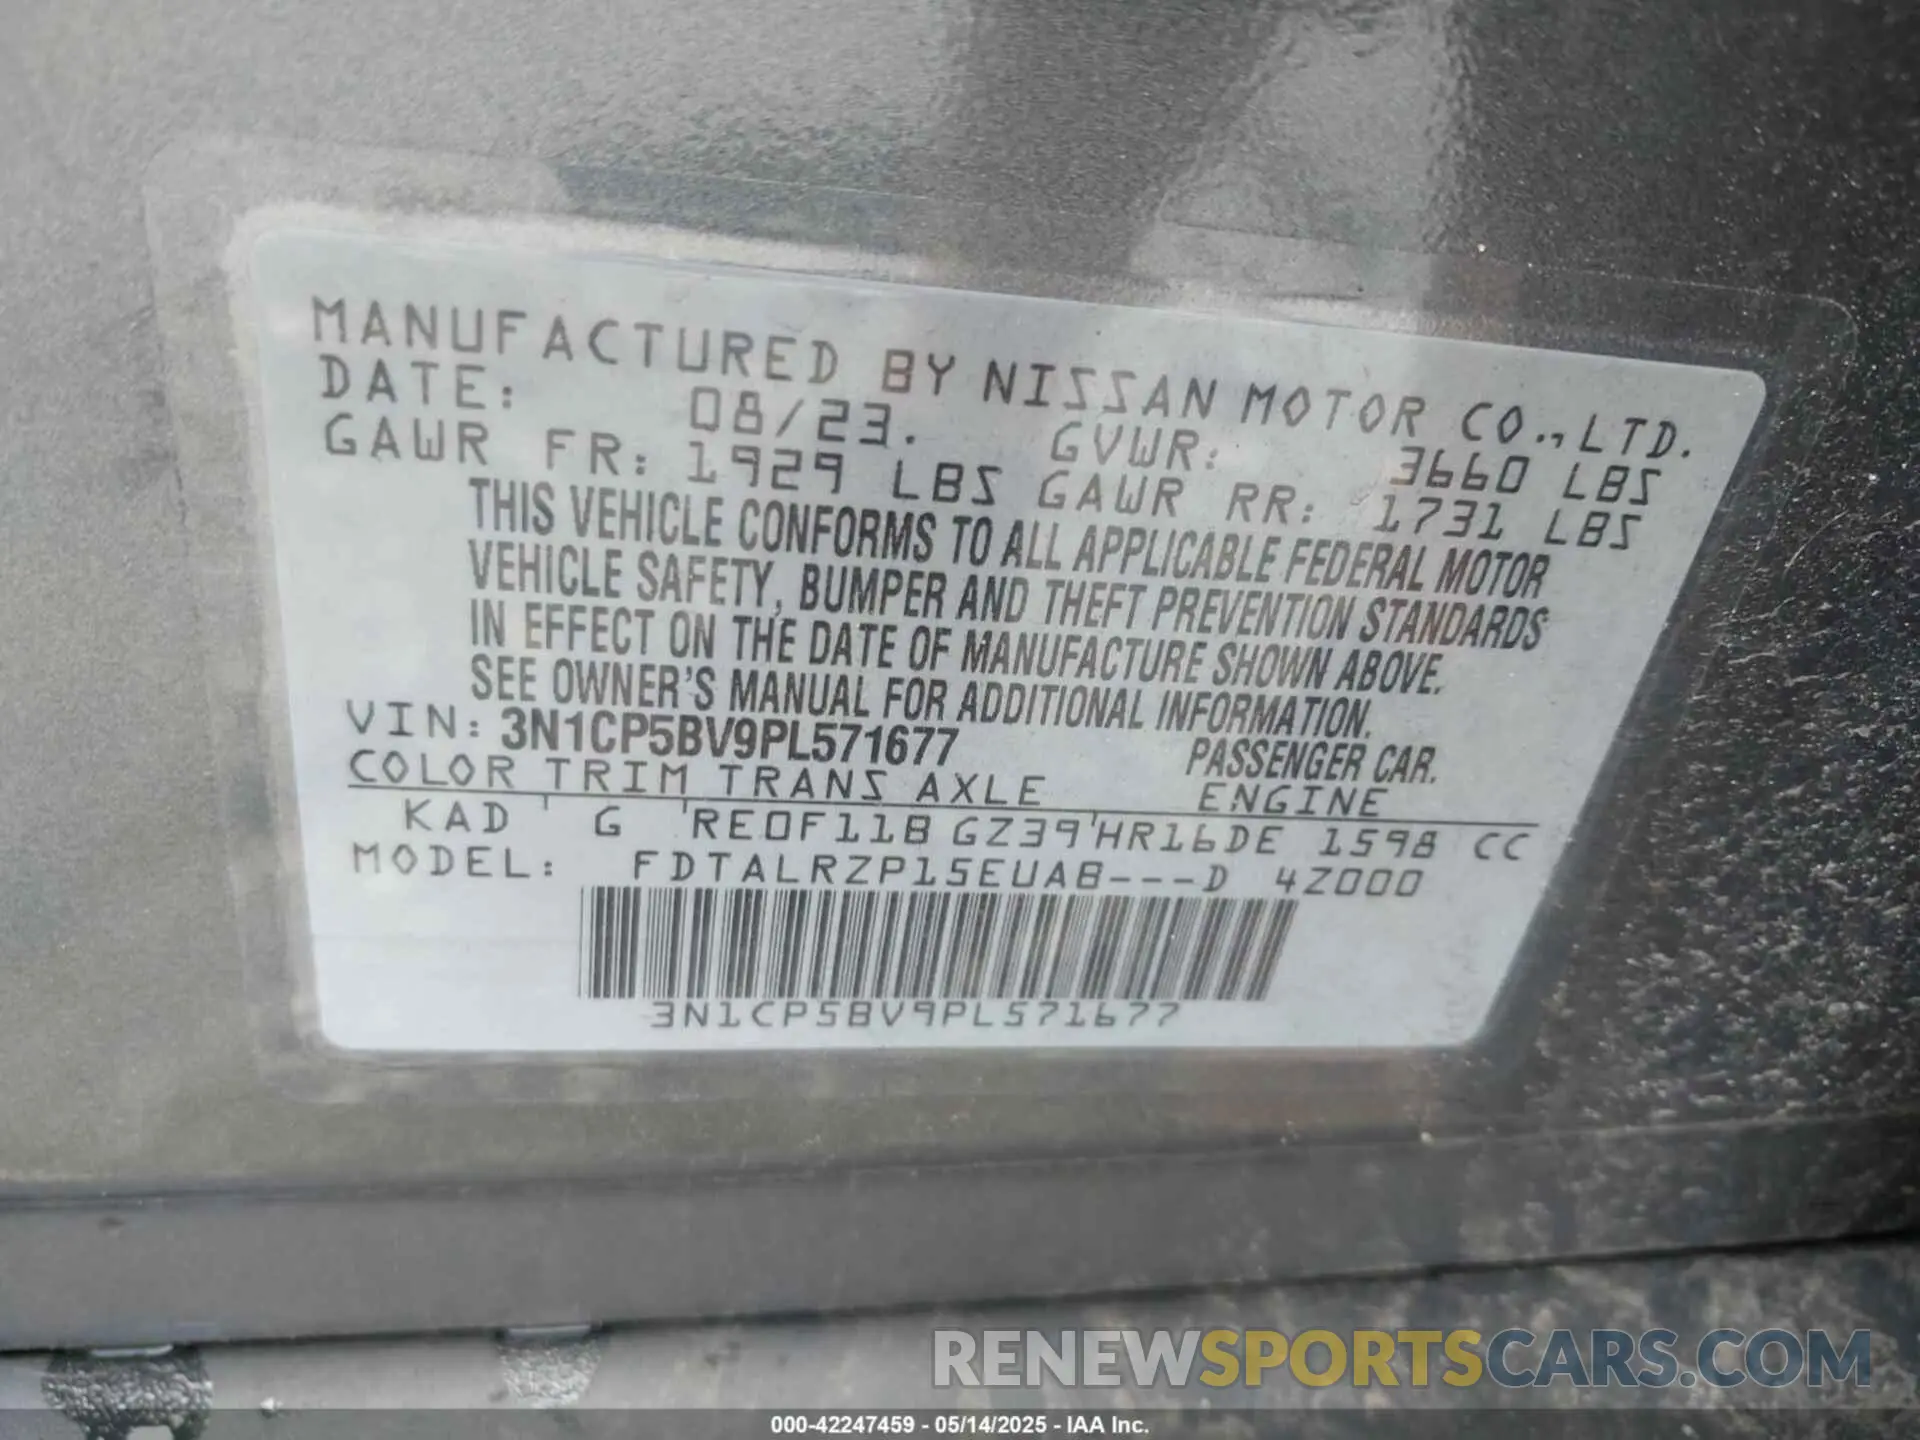 MANUFACTURED BY NISSAN MOTOR CO., LTD.
DATE: 08/23. GVWR: 3660 LBS
GAWR FR: 1929 LBS GAWR RR: 1731 LBS
THIS VEHICLE CONFORMS TO ALL APPLICABLE FEDERAL MOTOR
VEHICLE SAFETY, BUMPER AND THEFT PREVENTION STANDARDS
IN EFFECT ON THE DATE OF MANUFACTURE SHOWN ABOVE.
SEE OWNER'S MANUAL FOR ADDITIONAL INFORMATION.
VIN: 3N1CP5BV9PL571677 PASSENGER CAR.
COLOR TRIM TRANS AXLE ENGINE
KAD G RE0F11B GZ39 HR16DE 1598 CC
MODEL: FDTALRZP15EUAB---D 4Z000
3N1CP5BV9PL571677
RENEWSPORTSCARS.COM
000-42247459 - 05/14/2025 - IAA Inc.